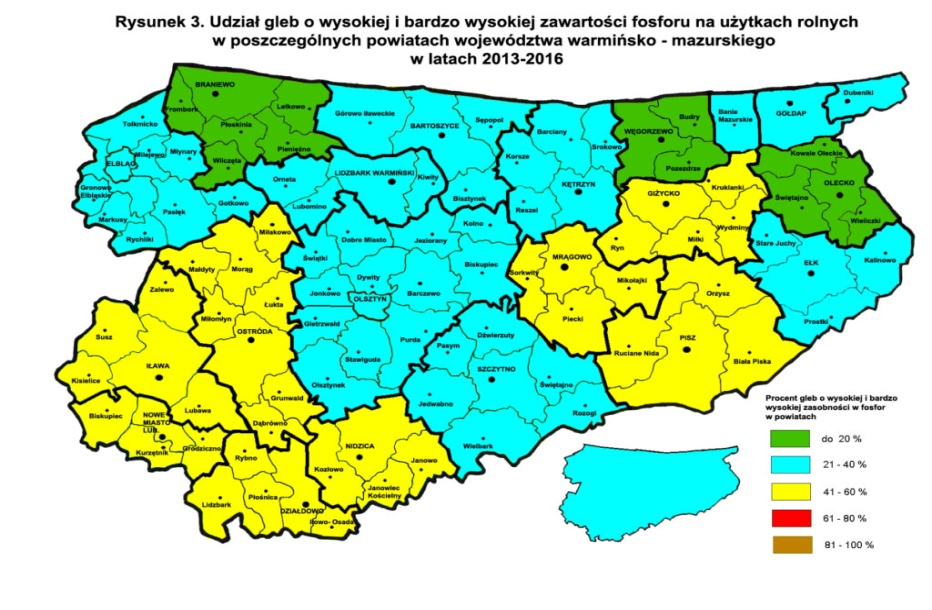 Rysunek 3. Udział gleb o wysokiej i bardzo wysokiej zawartości fosforu na użytkach rolnych
w poszczególnych powiatach województwa warmińsko - mazurskiego
w latach 2013-2016
BRANIEWO
Frombork
Lelkowo
Płoskinia
Pieniężno
Wilczęta
Tolkmicko
ELBLĄG
Milejewo
Młynary
Gronowo
Elbląskie
Markusy
Pasłęk
Rychliki
Godkowo
Górowo Iławeckie
BARTOSZYCE
Sępopol
Bisztynek
Orneta
LIDZBARK WARMIŃSKI
Kiwity
Lubomino
Barciany
Srokowo
Korsze
KĘTRZYN
Reszel
WĘGORZEWO
Budry
Pozezdrze
Banie
Mazurskie
GOŁDAP
Dubeniki
Kowale Oleckie
OLECKO
Świętajno
Wieliczki
GIŻYCKO
Kruklanki
Wydminy
Miłki
Ryn
Stare Juchy
EŁK
Kalinowo
Prostki
Miłakowo
Małdyty
Morąg
Łukta
Miłomłyn
OSTRÓDA
Grunwald
Dąbrówno
Zalewo
Susz
IŁAWA
Kisielice
Lubawa
Biskupiec
NOWE
MIASTO
LUB.
Kurzętnik
Grodziczno
Dobre Miasto
Jeziorany
Kolno
Świątki
Dywity
Biskupiec
Jonkowo
OLSZTYN
Barczewo
Gietrzwałd
Purda
Stawiguda
Olsztynek
MRĄGOWO
Sorkwity
Mikołajki
Piecki
Orzysz
PISZ
Ruciane Nida
Biała Piska
Dźwierzuty
Pasym
SZCZYTNO
Świętajno
Jedwabno
Rozogi
Wielbark
NIDZICA
Kozłowo
Janowo
Janowiec
Kościelny
Rybno
Lidzbark
Płośnica
DZIAŁDOWO
Iłowo- Osada
Procent gleb o wysokiej i bardzo
wysokiej zasobności w fosfor
w powiatach
do 20 %
21 - 40 %
41 - 60 %
61 - 80 %
81 - 100 %